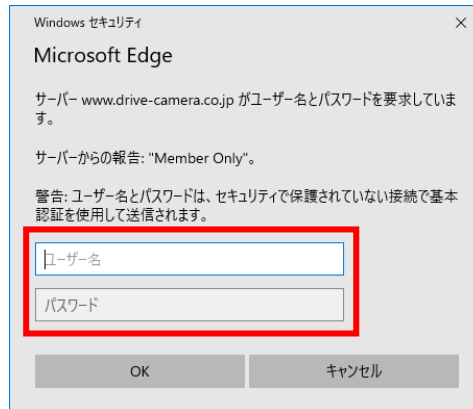 Windows セキュリティ
Microsoft Edge
サーバー www.drive-camera.co.jp がユーザー名とパスワードを要求していま
す。
サーバーからの報告: "Member Only"。
警告: ユーザー名とパスワードは、セキュリティで保護されていない接続で基本
認証を使用して送信されます。
ユーザー名
パスワード
OK キャンセル